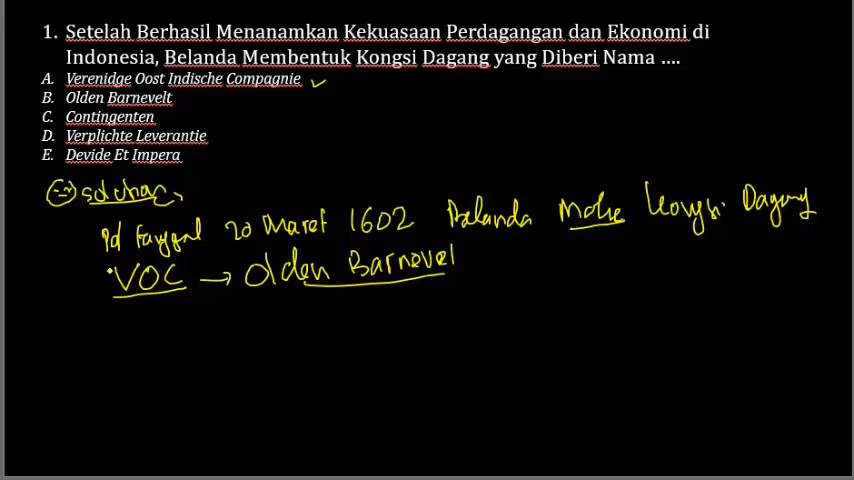 1. Setelah Berhasil Menanamkan Kekuasaan Perdagangan dan Ekonomi di
Indonesia, Belanda Membentuk Kongsi Dagang yang Diberi Nama ....
A. Verenidge Oost Indische Compagnie
B. Olden Barnevelt
C. Contingenten
D. Verplichte Leverantie
E. Devide Et Impera
Pd tanggal 20 Maret 1602 Belanda kongsi Dagang
VOC → Olden Barnevel